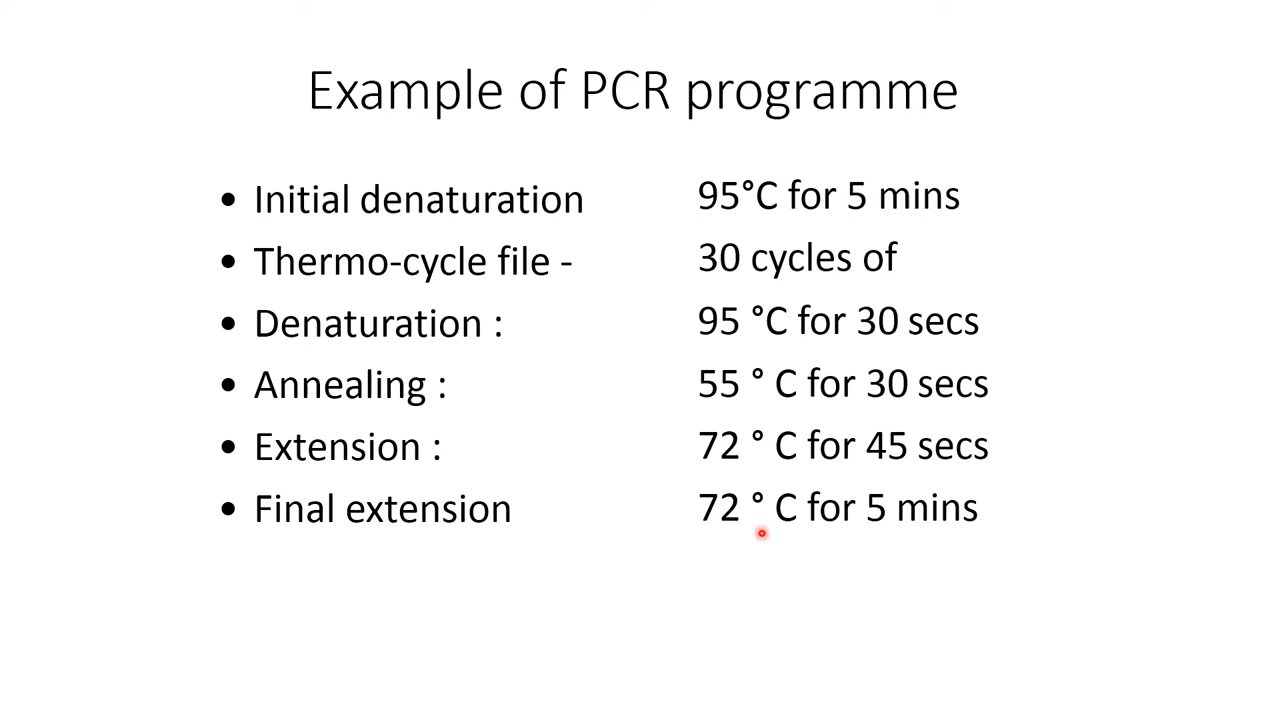 Example of PCR programme
• Initial denaturation 95°C for 5 mins
• Thermo-cycle file - 30 cycles of
• Denaturation : 95 °C for 30 secs
• Annealing : 55 ° C for 30 secs
• Extension : 72 ° C for 45 secs
• Final extension 72 ° C for 5 mins